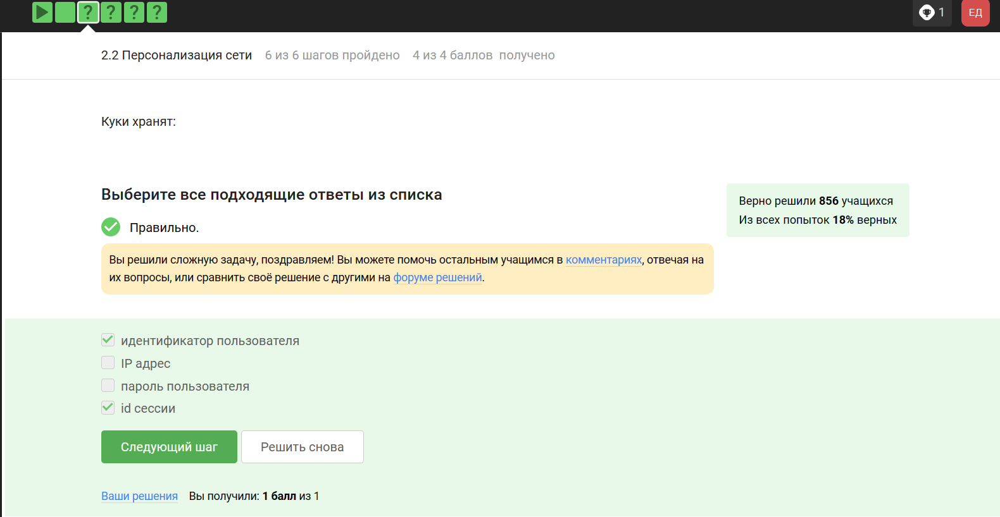 ? ? ? ?
1
ЕД
2.2 Персонализация сети 6 из 6 шагов пройдено 4 из 4 баллов получено
Куки хранят:
Выберите все подходящие ответы из списка
Правильно.
Вы решили сложную задачу, поздравляем! Вы можете помочь остальным учащимся в комментариях, отвечая на
их вопросы, или сравнить своё решение с другими на форуме решений.
Верно решили 856 учащихся
Из всех попыток 18% верных
идентификатор пользователя
IP адрес
пароль пользователя
id сессии
Следующий шаг
Решить снова
Ваши решения Вы получили: 1 балл из 1